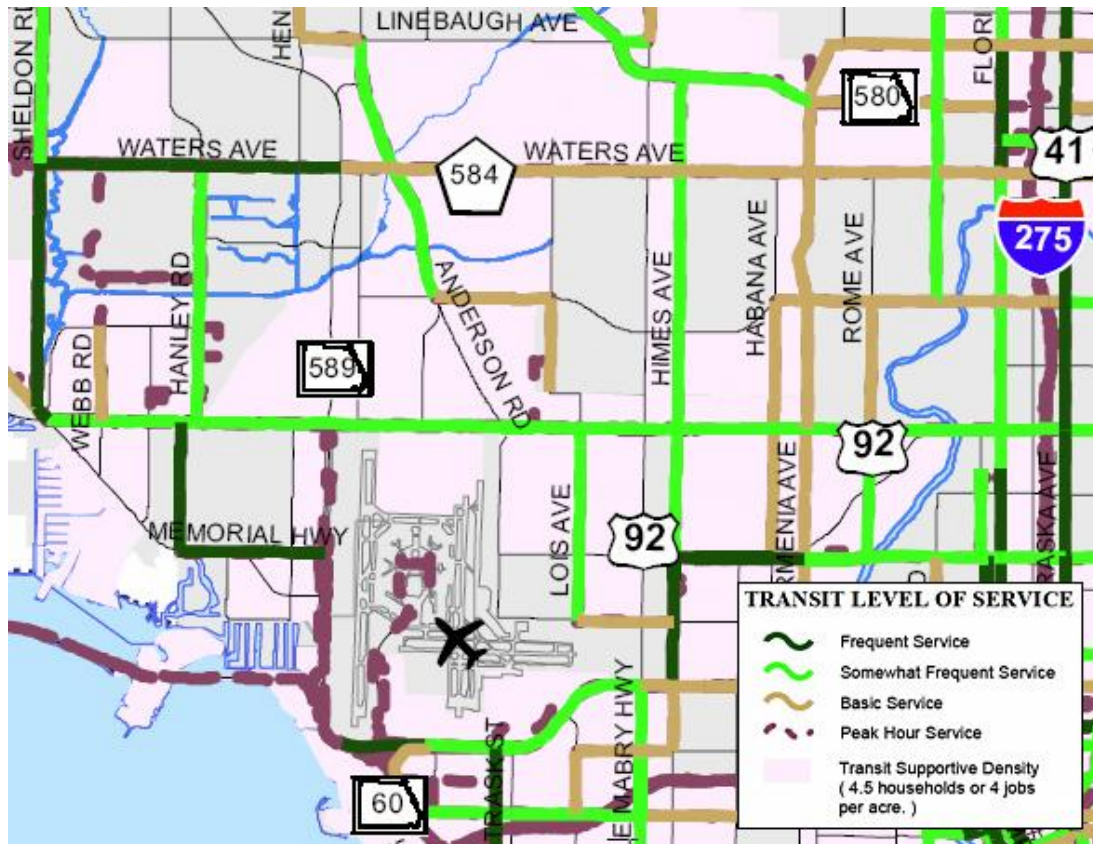 LINEBAUGH AVE
SHELDON RD
HEN
FLORI
580
WATERS AVE
WATERS AVE
41
584
275
HANLEY RD
ANDERSON RD
HIMES AVE
HABANA AVE
ROME AVE
589
WEBB RD
92
LOIS AVE
92
RMENIA AVE
RASKA AVE
MEMORIAL HWY
TRASK ST
E MABRY HWY
60
D
TRANSIT LEVEL OF SERVICE
Frequent Service
Somewhat Frequent Service
Basic Service
Peak Hour Service
Transit Supportive Density
( 4.5 households or 4 jobs
per acre. )